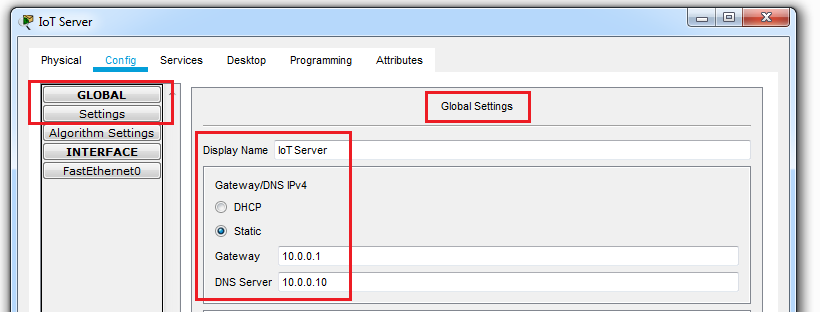 IoT Server
Physical Config Services Desktop Programming Attributes
GLOBAL
Settings
Algorithm Settings
INTERFACE
FastEthernet0
Global Settings
Display Name IoT Server
Gateway/DNS IPv4
DHCP
Static
Gateway 10.0.0.1
DNS Server 10.0.0.10